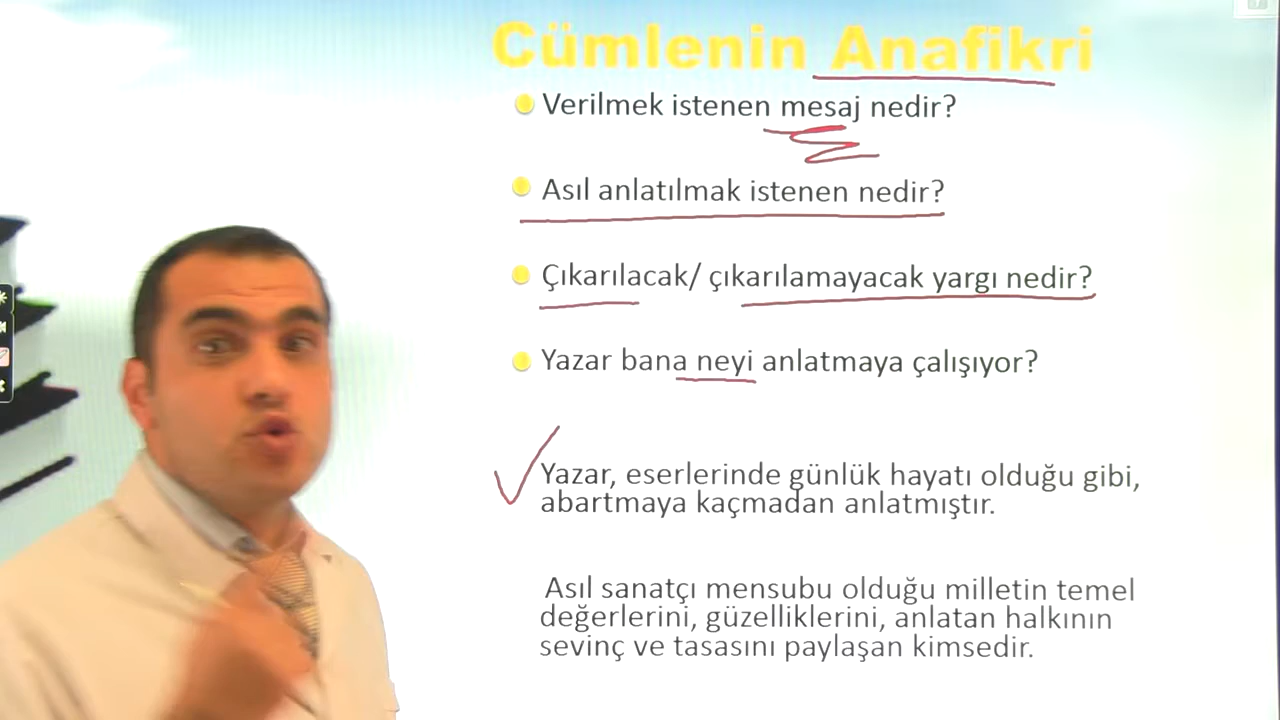 Cümlenin Anafikri
Verilmek istenen mesaj nedir?
Asıl anlatılmak istenen nedir?
Çıkarılacak/ çıkarılamayacak yargı nedir?
Yazar bana neyi anlatmaya çalışıyor?
Yazar, eserlerinde günlük hayatı olduğu gibi,
abartmaya kaçmadan anlatmıştır.
Asıl sanatçı mensubu olduğu milletin temel
değerlerini, güzelliklerini, anlatan halkının
sevinç ve tasasını paylaşan kimsedir.